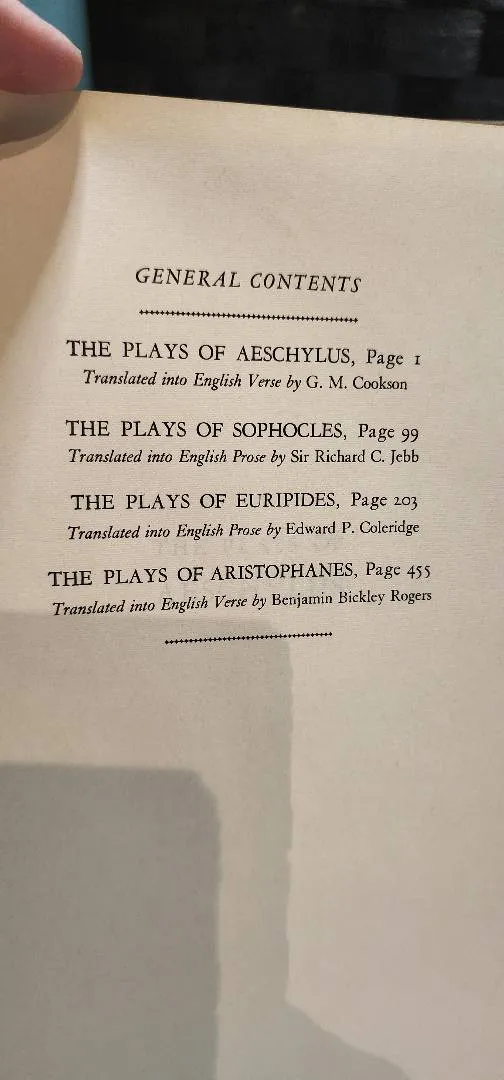 GENERAL CONTENTS
THE PLAYS OF AESCHYLUS, Page 1
Translated into English Verse by G. M. Cookson
THE PLAYS OF SOPHOCLES, Page 99
Translated into English Prose by Sir Richard C. Jebb
THE PLAYS OF EURIPIDES, Page 203
Translated into English Prose by Edward P. Coleridge
THE PLAYS OF ARISTOPHANES, Page 455
Translated into English Verse by Benjamin Bickley Rogers